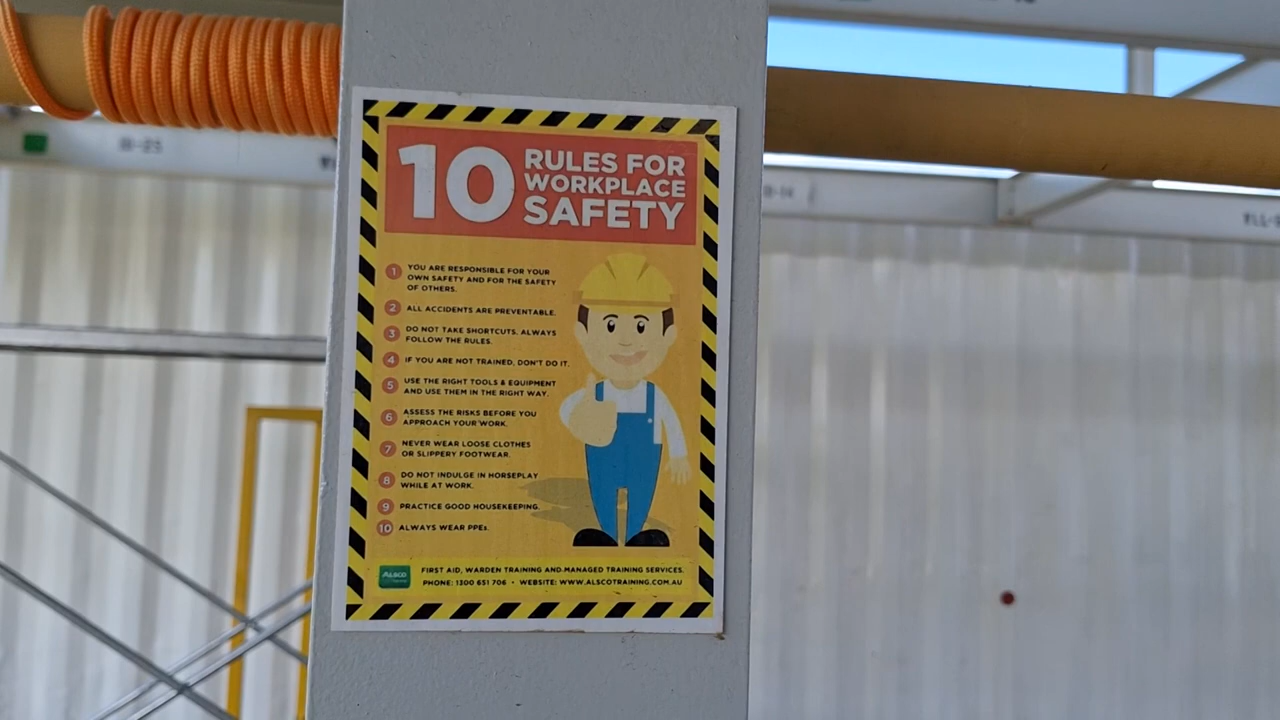 10 RULES FOR
WORKPLACE
SAFETY
1 YOU ARE RESPONSIBLE FOR YOUR
OWN SAFETY AND FOR THE SAFETY
OF OTHERS.
2 ALL ACCIDENTS ARE PREVENTABLE.
3 DO NOT TAKE SHORTCUTS. ALWAYS
FOLLOW THE RULES.
4 IF YOU ARE NOT TRAINED, DON'T DO IT.
5 USE THE RIGHT TOOLS & EQUIPMENT
AND USE THEM IN THE RIGHT WAY.
6 ASSESS THE RISKS BEFORE YOU
APPROACH YOUR WORK.
7 NEVER WEAR LOOSE CLOTHES
OR SLIPPERY FOOTWEAR.
8 DO NOT INDULGE IN HORSEPLAY
WHILE AT WORK.
9 PRACTICE GOOD HOUSEKEEPING.
10 ALWAYS WEAR PPEs.
ALSCO
FIRST AID, WARDEN TRAINING AND MANAGED TRAINING SERVICES.
PHONE: 1300 651 706 • WEBSITE: WWW.ALSCOTRAINING.COM.AU